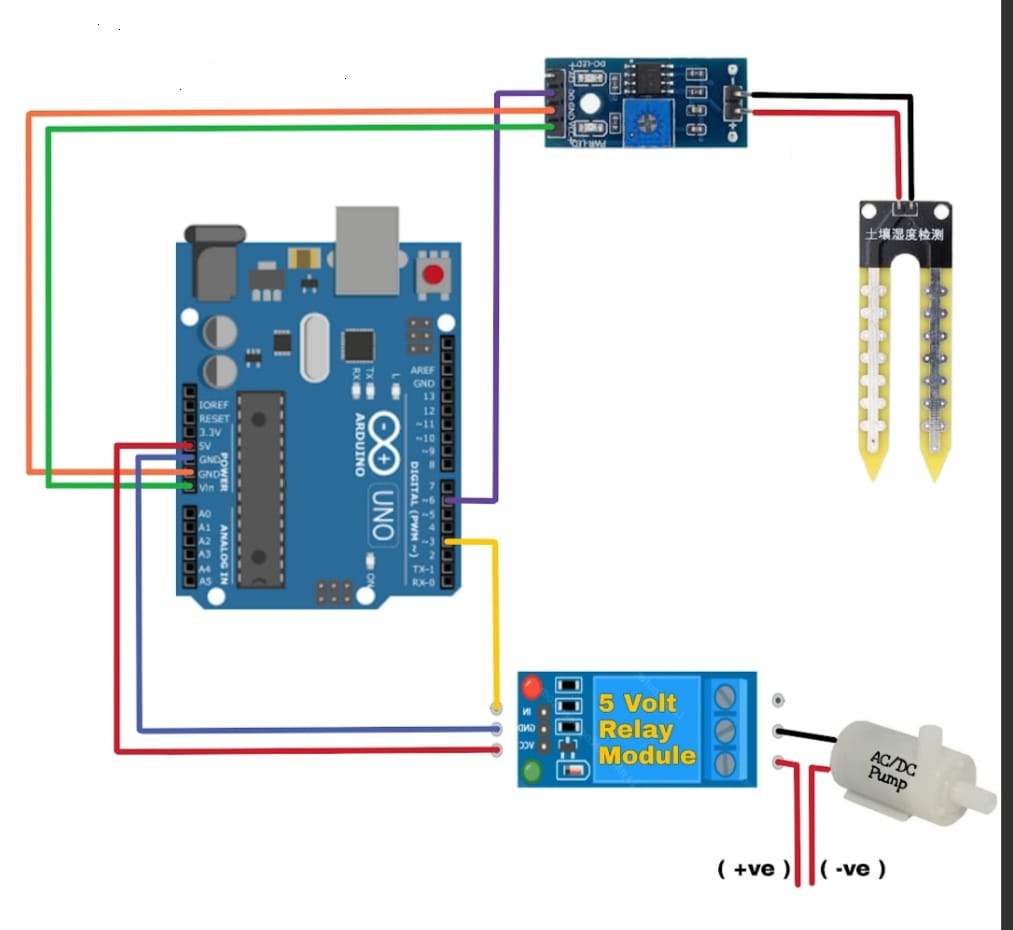 DC-LED
AO
DO
GND
VCC
PWR-LED
土壤湿度检测
AREF
GND
RX
TX
L
13
12
~11
~10
~9
8
IOREF
RESET
3.3V
5V
GND
GND
Vin
POWER
ARDUINO
UNO
DIGITAL (PWM ~)
7
~6
~5
4
~3
2
TX-1
RX-0
A0
A1
A2
A3
A4
A5
ANALOG IN
ON
IN
GND
VCC
5 Volt
Relay
Module
AC/DC
Pump
( +ve )
( -ve )